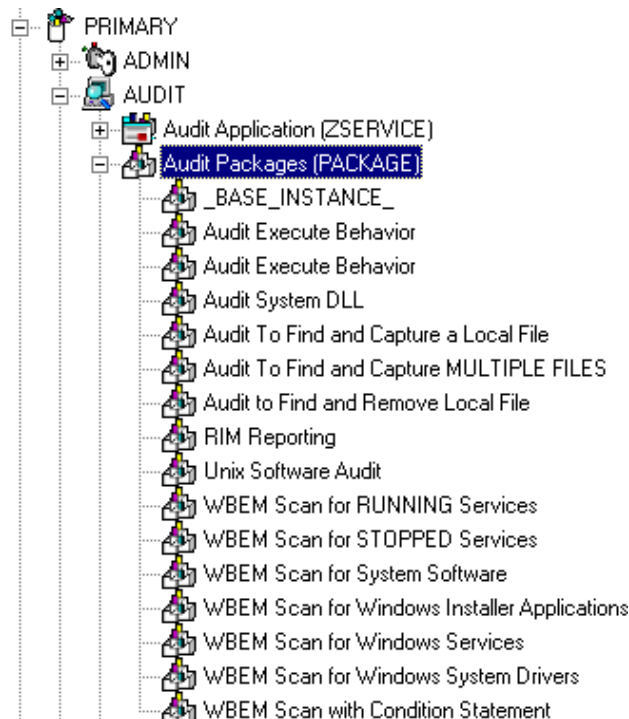 PRIMARY
ADMIN
AUDIT
Audit Application (ZSERVICE)
Audit Packages (PACKAGE)
_BASE_INSTANCE_
Audit Execute Behavior
Audit Execute Behavior
Audit System DLL
Audit To Find and Capture a Local File
Audit To Find and Capture MULTIPLE FILES
Audit to Find and Remove Local File
RIM Reporting
Unix Software Audit
WBEM Scan for RUNNING Services
WBEM Scan for STOPPED Services
WBEM Scan for System Software
WBEM Scan for Windows Installer Applications
WBEM Scan for Windows Services
WBEM Scan for Windows System Drivers
WBEM Scan with Condition Statement